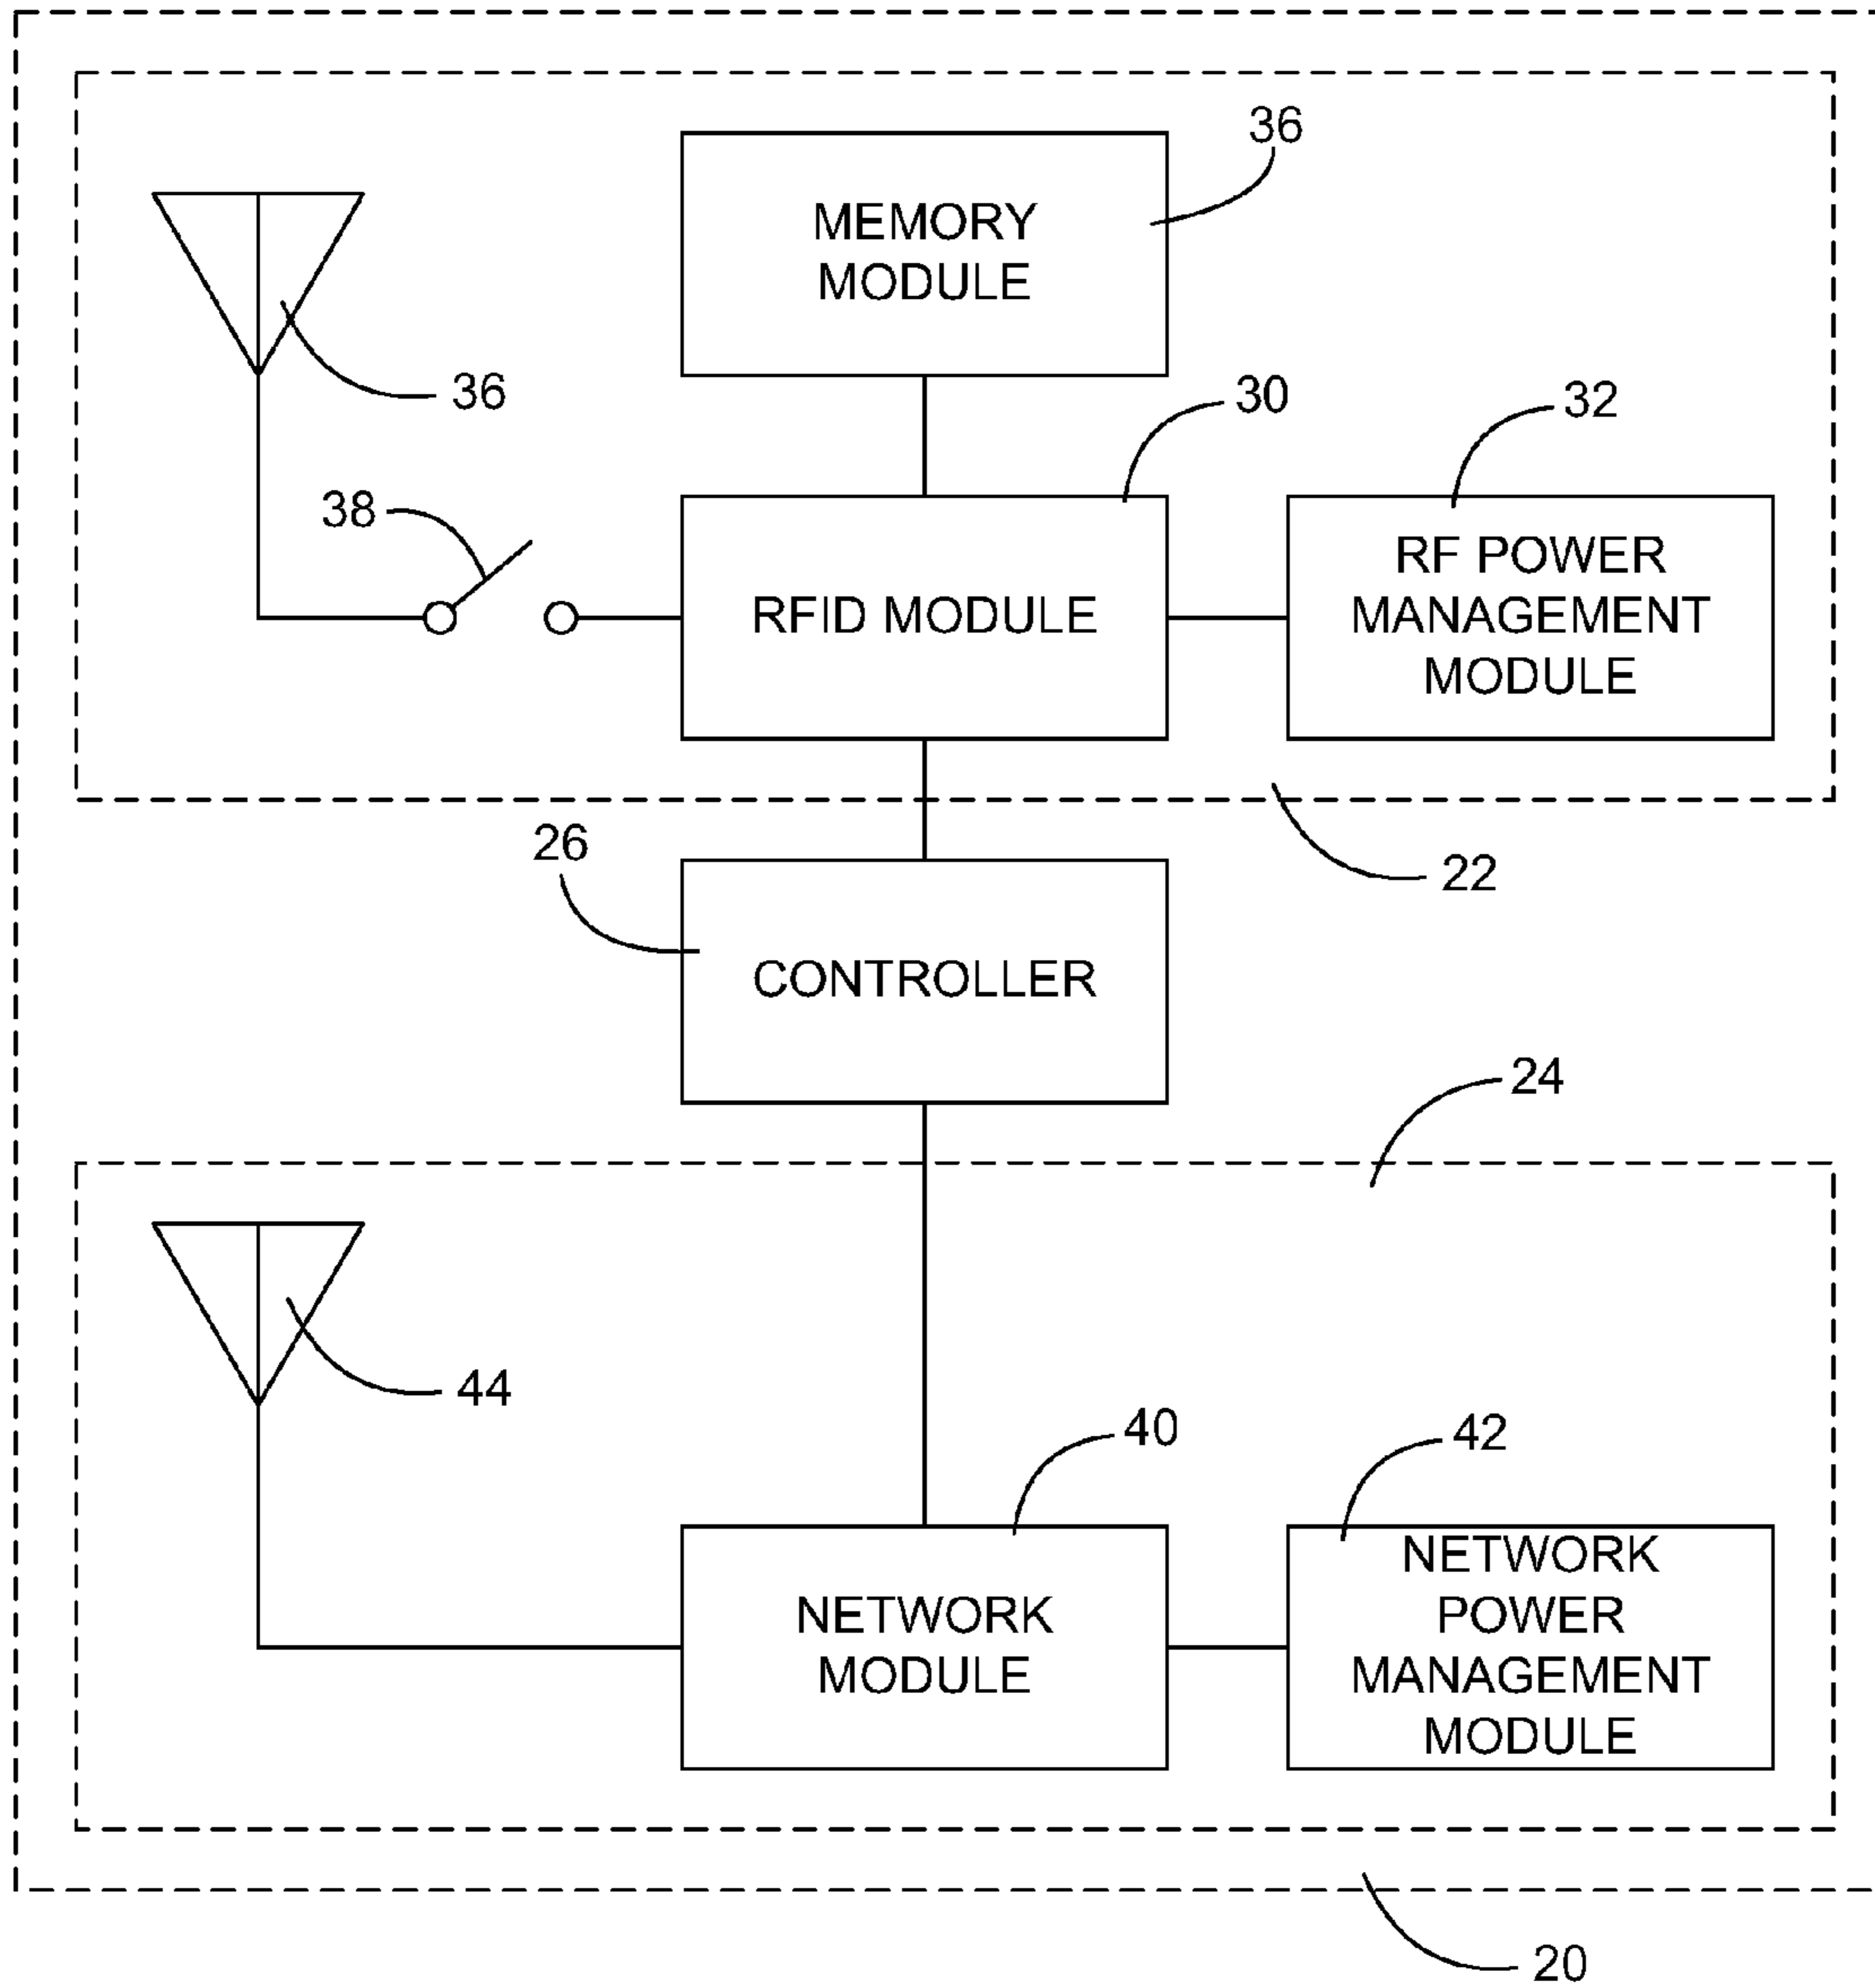 36
MEMORY
MODULE
36
30
32
38
RF POWER
MANAGEMENT
MODULE
RFID MODULE
26
22
CONTROLLER
24
44
40
42
NETWORK
MODULE
NETWORK
POWER
MANAGEMENT
MODULE
20